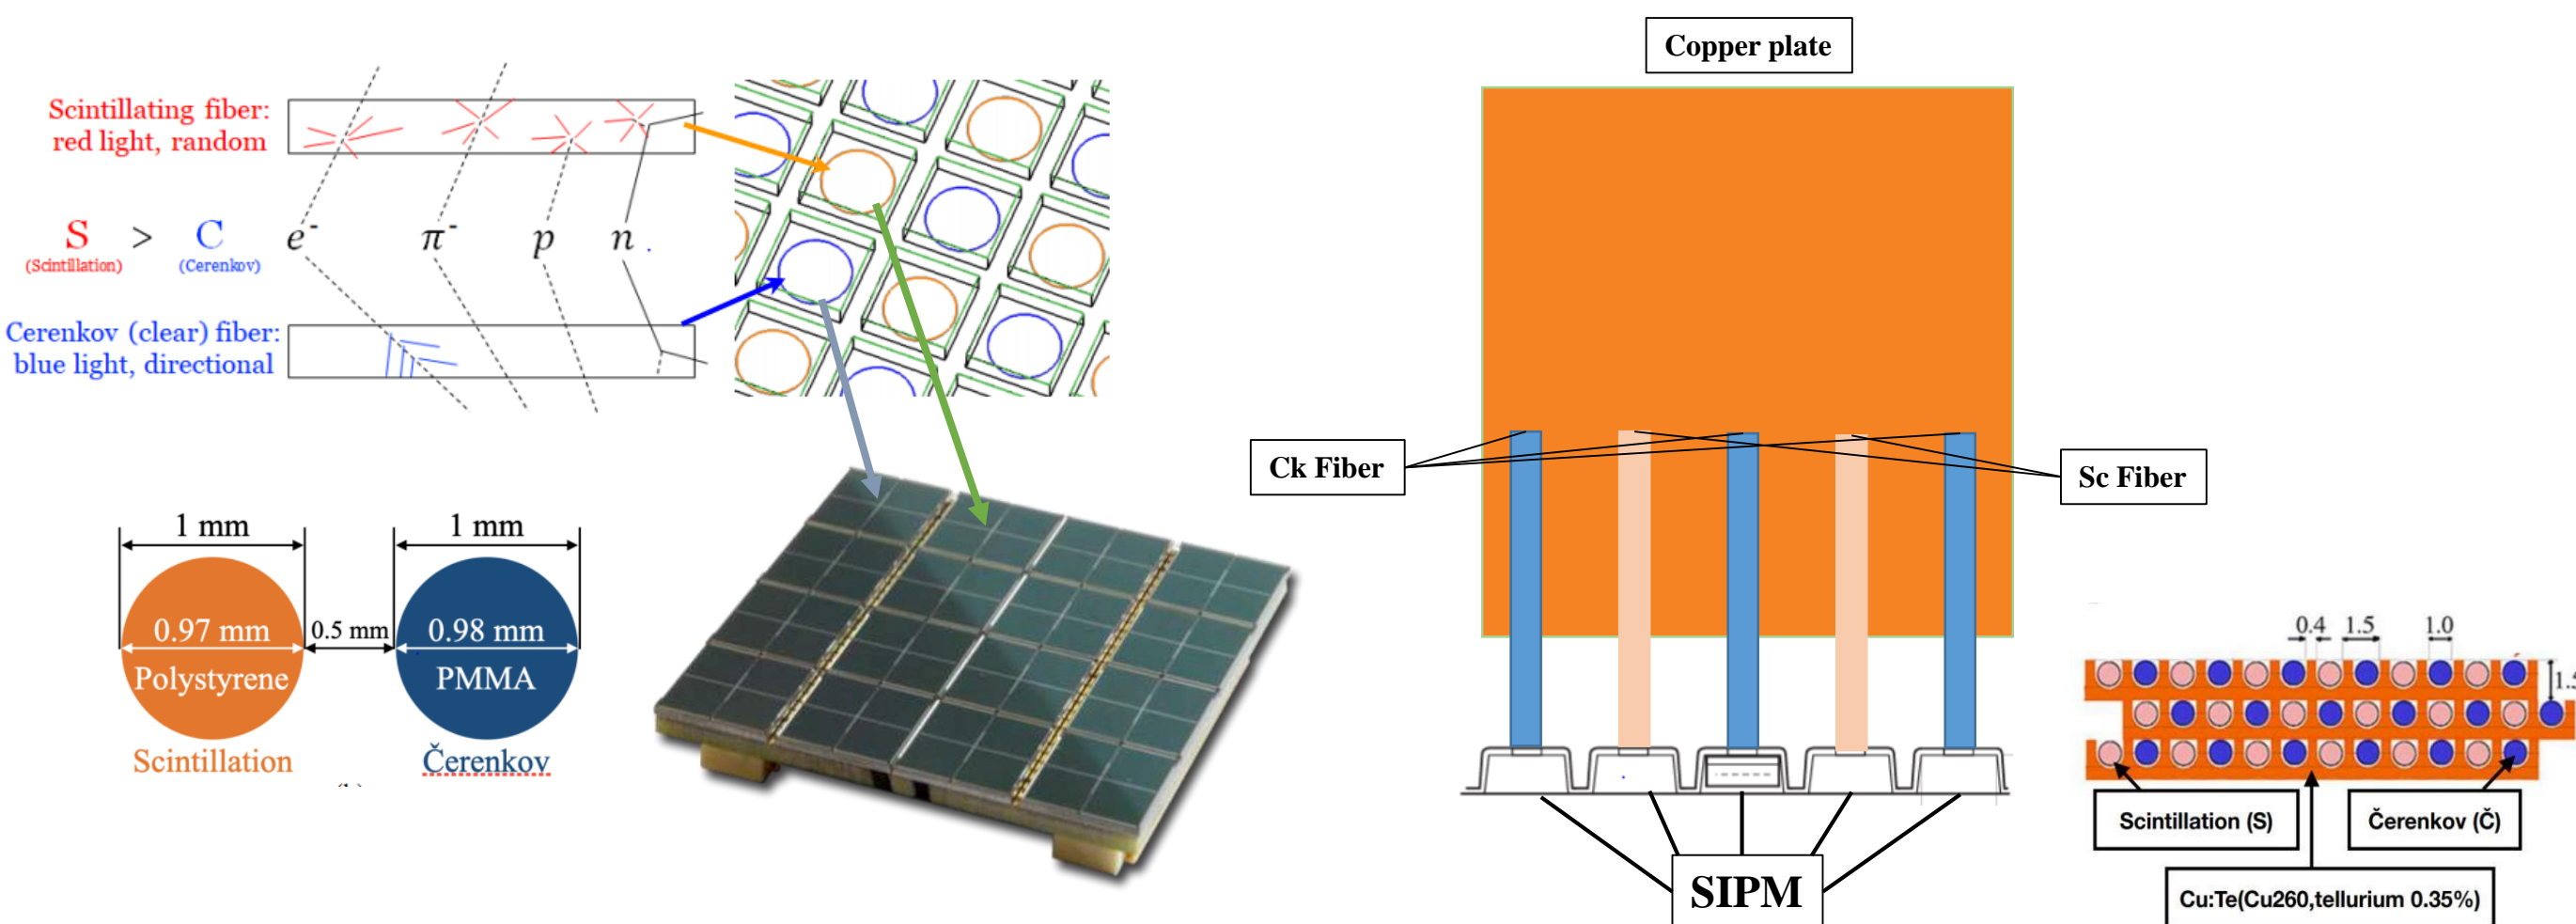 Scintillating fiber:
red light, random
S > C
(Scintillation) (Cerenkov)
e-
π-
p
n
Cerenkov (clear) fiber:
blue light, directional
1 mm
1 mm
0.97 mm
0.5 mm
0.98 mm
Polystyrene
PMMA
Scintillation
Čerenkov
Copper plate
Ck Fiber
Sc Fiber
SIPM
0.4 1.5 1.0
Scintillation (S)
Čerenkov (Č)
Cu:Te(Cu260,tellurium 0.35%)